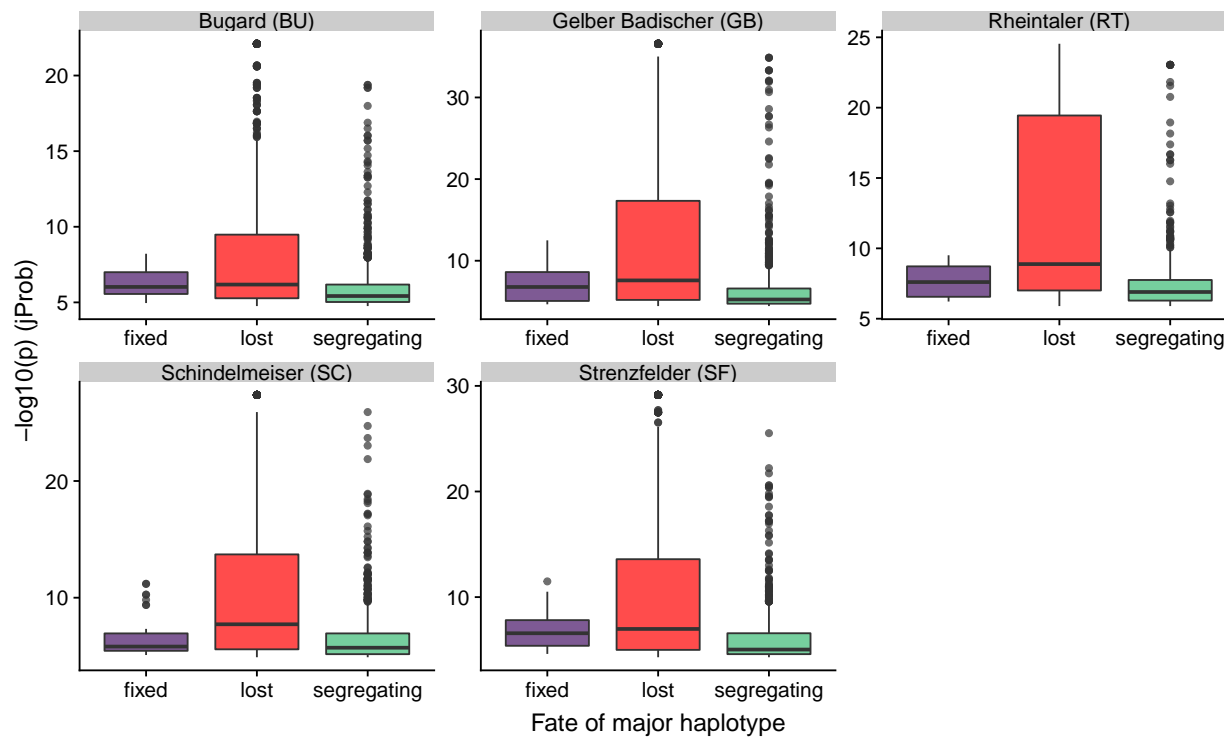 Bugard (BU)
Gelber Badischer (GB)
Rheintaler (RT)
20
15
10
5
30
20
10
25
20
15
10
5
fixed
lost
segregating
fixed
lost
segregating
fixed
lost
segregating
−log10(p) (jProb)
Schindelmeiser (SC)
Strenzfelder (SF)
20
10
30
20
10
fixed
lost
segregating
fixed
lost
segregating
Fate of major haplotype